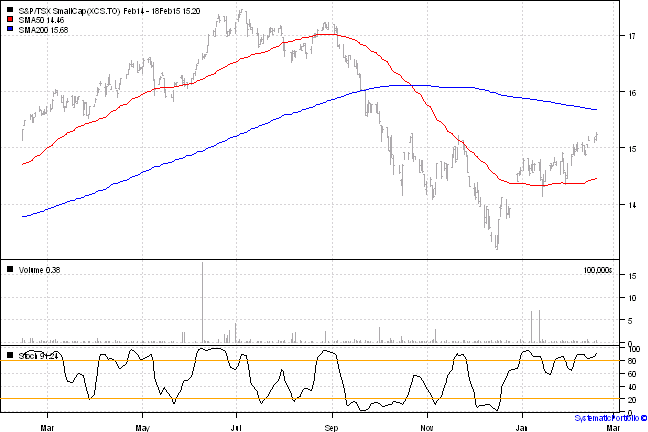 S&P/TSX SmallCap(XCS.TO) Feb14 - 18Feb15 15.20
SMA50 14.46
SMA200 15.68
17
16
15
14
Volume 0.38
100,000s
15
10
5
0
Stoch 91.24
100
80
60
40
20
0
Mar
May
Jul
Sep
Nov
Jan
Mar
SystematicPortfolio ©